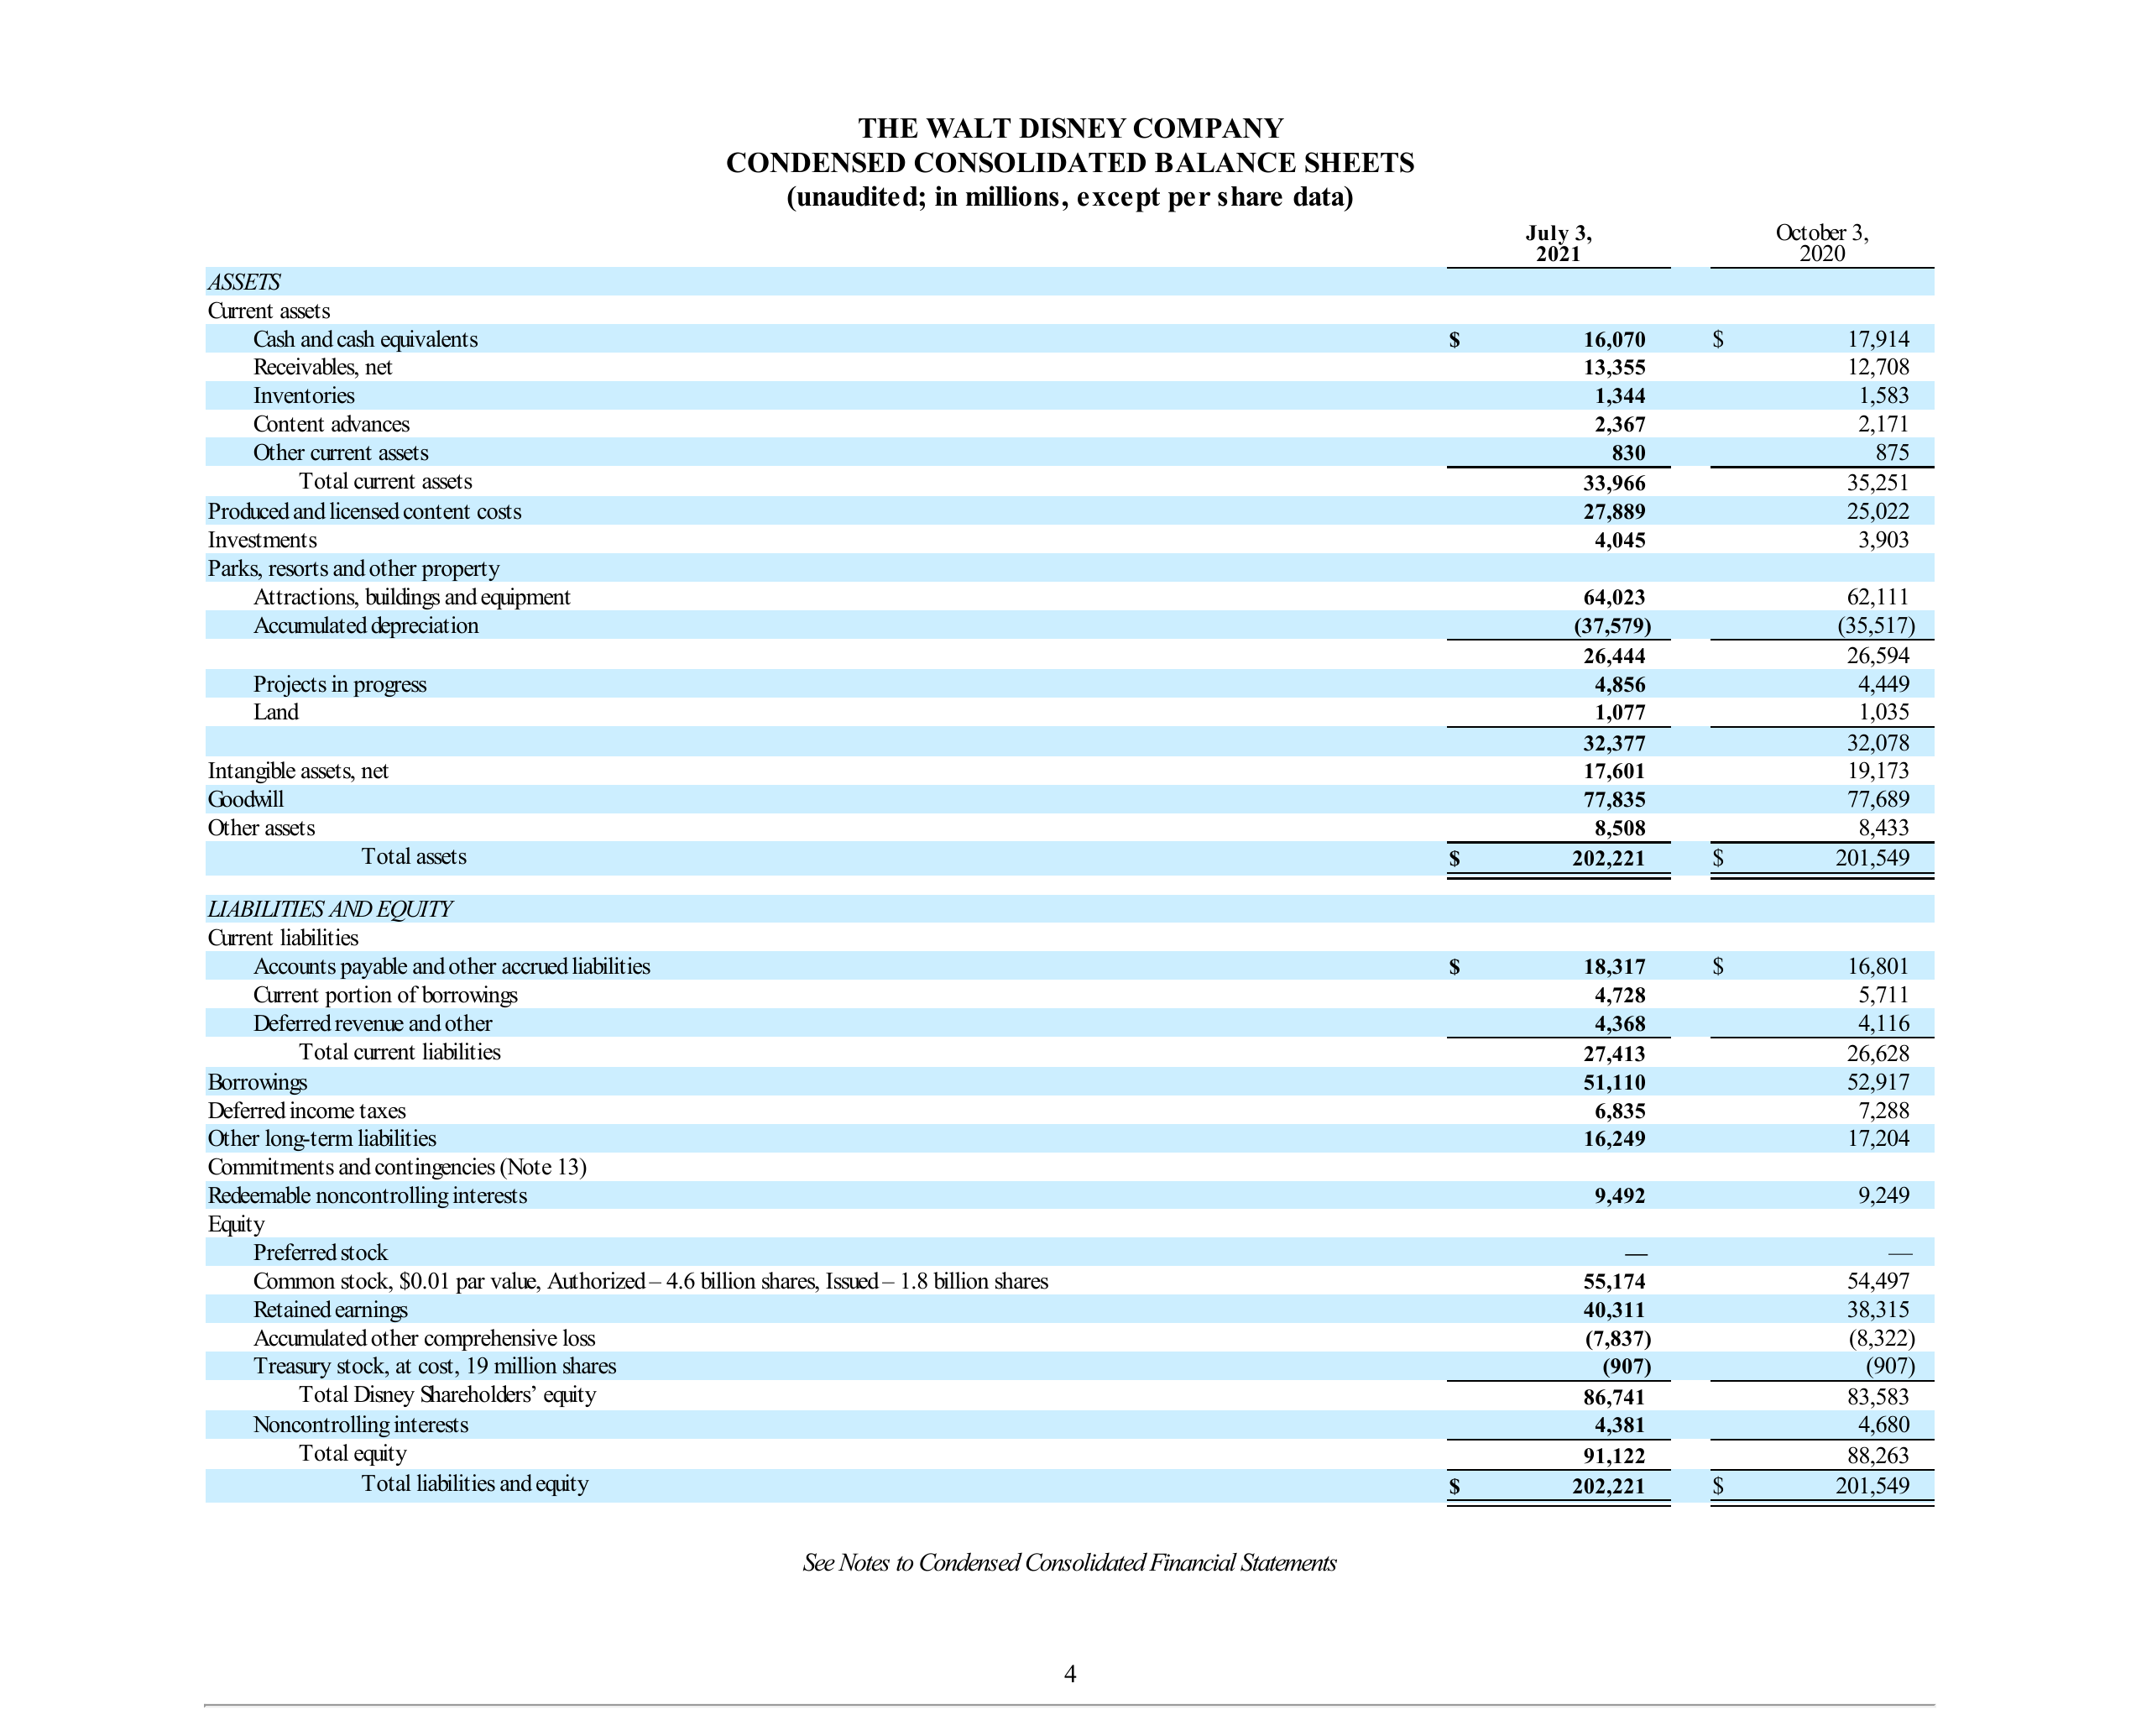 THE WALT DISNEY COMPANY
CONDENSED CONSOLIDATED BALANCE SHEETS
(unaudited; in millions, except per share data)
July 3, 2021 October 3, 2020
ASSETS
Current assets
Cash and cash equivalents $ 16,070 $ 17,914
Receivables, net 13,355 12,708
Inventories 1,344 1,583
Content advances 2,367 2,171
Other current assets 830 875
Total current assets 33,966 35,251
Produced and licensed content costs 27,889 25,022
Investments 4,045 3,903
Parks, resorts and other property
Attractions, buildings and equipment 64,023 62,111
Accumulated depreciation (37,579) (35,517)
26,444 26,594
Projects in progress 4,856 4,449
Land 1,077 1,035
32,377 32,078
Intangible assets, net 17,601 19,173
Goodwill 77,835 77,689
Other assets 8,508 8,433
Total assets $ 202,221 $ 201,549
LIABILITIES AND EQUITY
Current liabilities
Accounts payable and other accrued liabilities $ 18,317 $ 16,801
Current portion of borrowings 4,728 5,711
Deferred revenue and other 4,368 4,116
Total current liabilities 27,413 26,628
Borrowings 51,110 52,917
Deferred income taxes 6,835 7,288
Other long-term liabilities 16,249 17,204
Commitments and contingencies (Note 13)
Redeemable noncontrolling interests 9,492 9,249
Equity
Preferred stock — —
Common stock, $0.01 par value, Authorized – 4.6 billion shares, Issued – 1.8 billion shares 55,174 54,497
Retained earnings 40,311 38,315
Accumulated other comprehensive loss (7,837) (8,322)
Treasury stock, at cost, 19 million shares (907) (907)
Total Disney Shareholders’ equity 86,741 83,583
Noncontrolling interests 4,381 4,680
Total equity 91,122 88,263
Total liabilities and equity $ 202,221 $ 201,549
See Notes to Condensed Consolidated Financial Statements
4